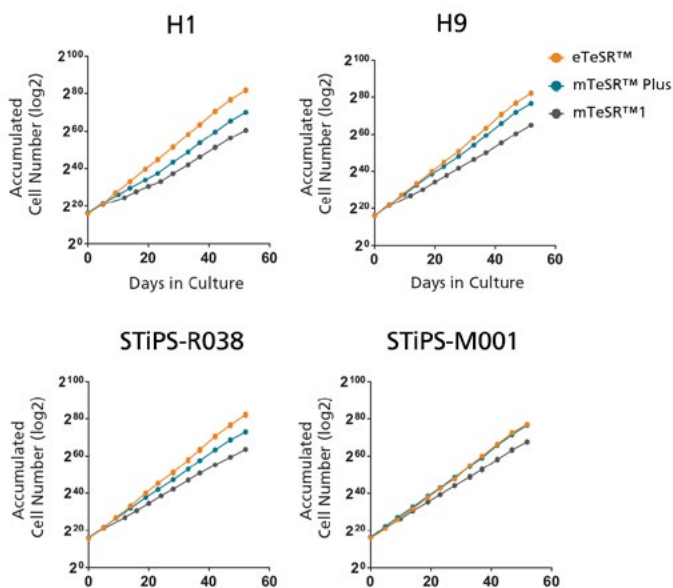 H1
H9
eTeSR™
mTeSR™ Plus
mTeSR™1
Accumulated
Cell Number (log2)
2100
280
260
240
220
20
0
20
40
60
Days in Culture
Accumulated
Cell Number (log2)
2100
280
260
240
220
20
0
20
40
60
Days in Culture
STiPS-R038
STiPS-M001
Accumulated
Cell Number (log2)
2100
280
260
240
220
20
0
20
40
60
Accumulated
Cell Number (log2)
2100
280
260
240
220
20
0
20
40
60